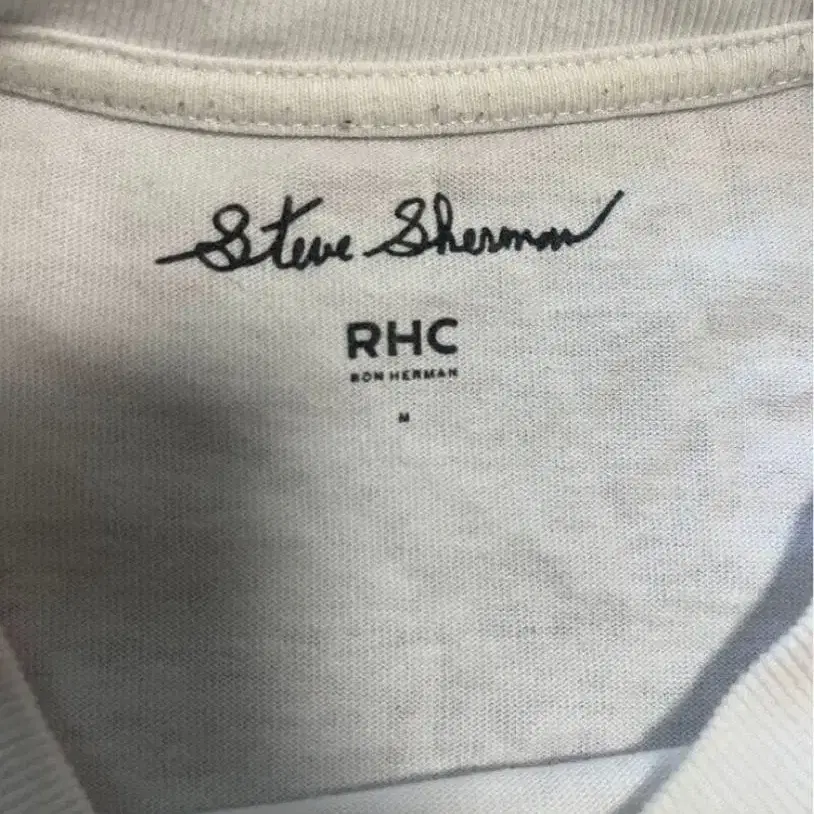 Steve Sherman
RHC
RON HERMAN
M